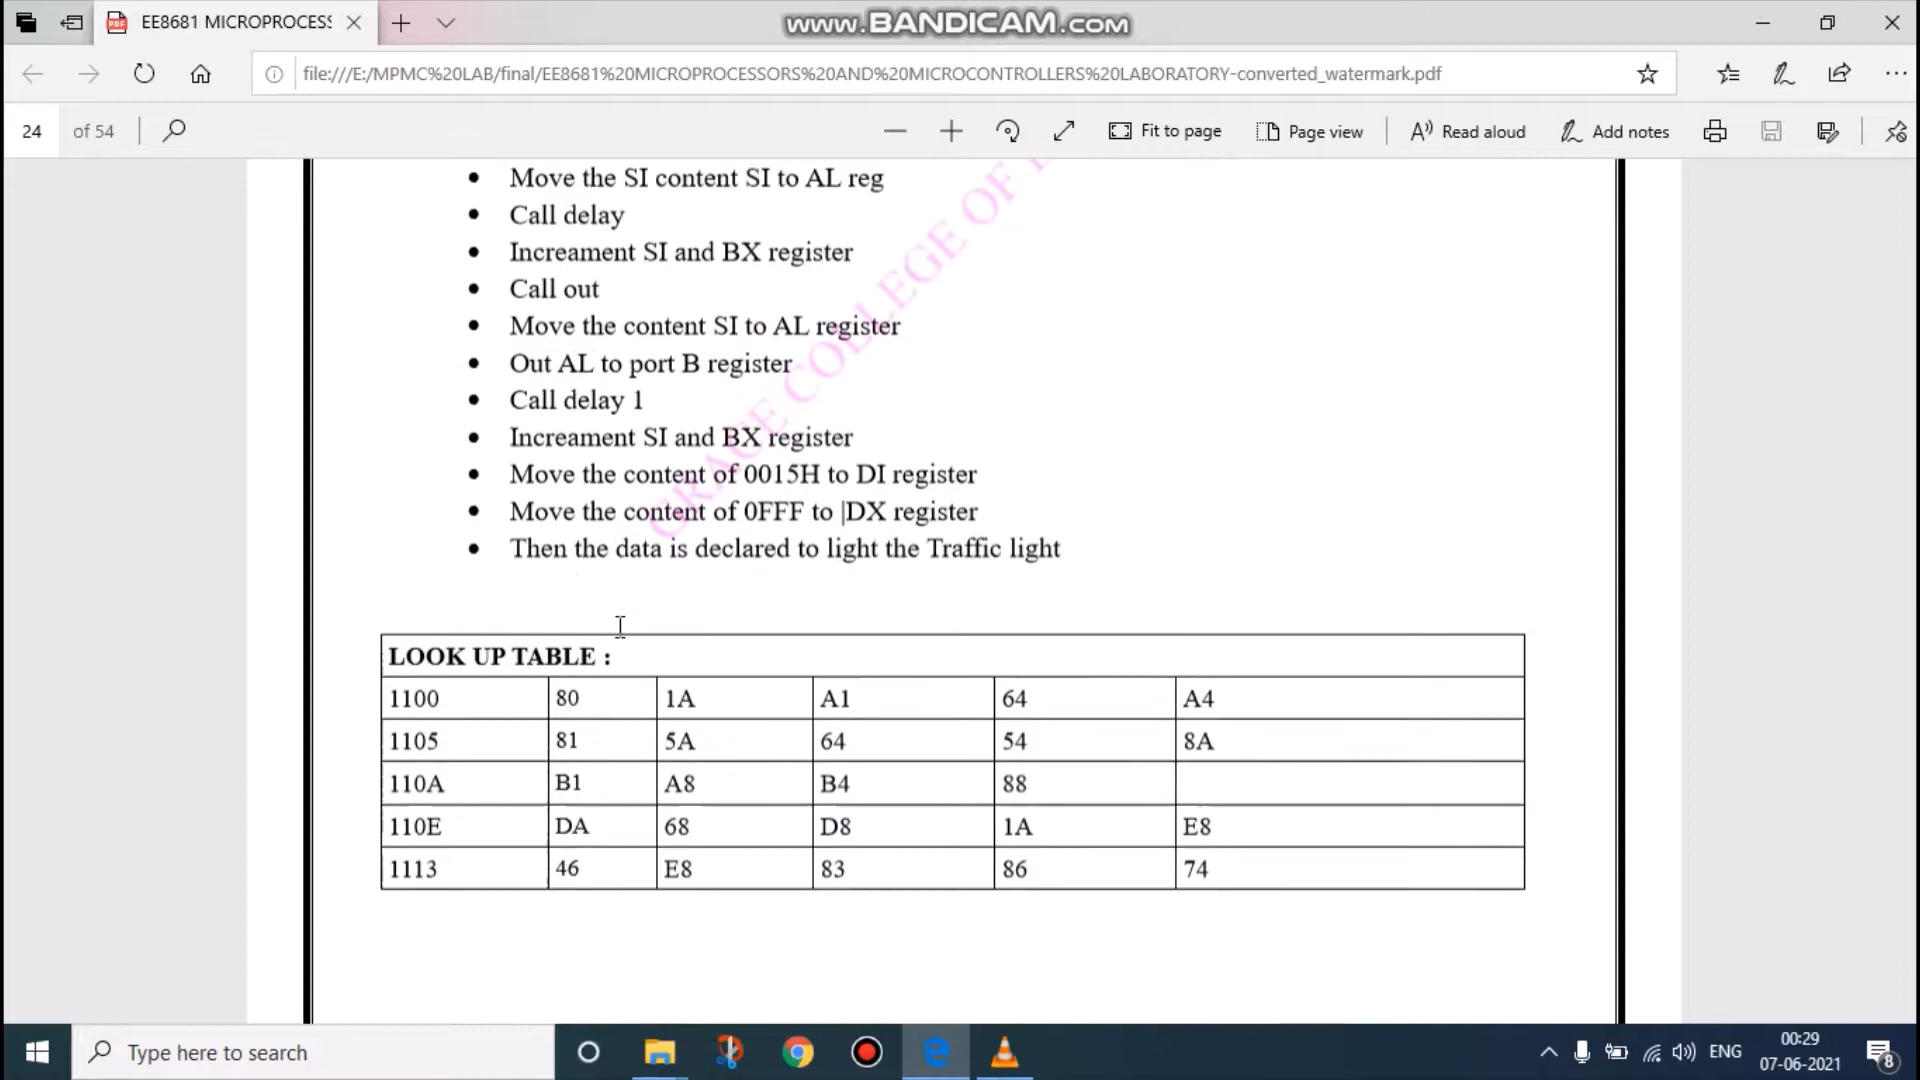 EE8681 MICROPROCESS
www.BANDICAM.com
file:///E:/MPMC%20LAB/final/EE8681%20MICROPROCESSORS%20AND%20MICROCONTROLLERS%20LABORATORY-converted_watermark.pdf
24 of 54 Fit to page Page view Read aloud Add notes
Move the SI content SI to AL reg
Call delay
Increament SI and BX register
Call out
Move the content SI to AL register
Out AL to port B register
Call delay 1
Increament SI and BX register
Move the content of 0015H to DI register
Move the content of 0FFF to |DX register
Then the data is declared to light the Traffic light
GRACE COLLEGE OF
LOOK UP TABLE :
1100 80 1A A1 64 A4
1105 81 5A 64 54 8A
110A B1 A8 B4 88
110E DA 68 D8 1A E8
1113 46 E8 83 86 74
Type here to search
ENG
00:29
07-06-2021
8